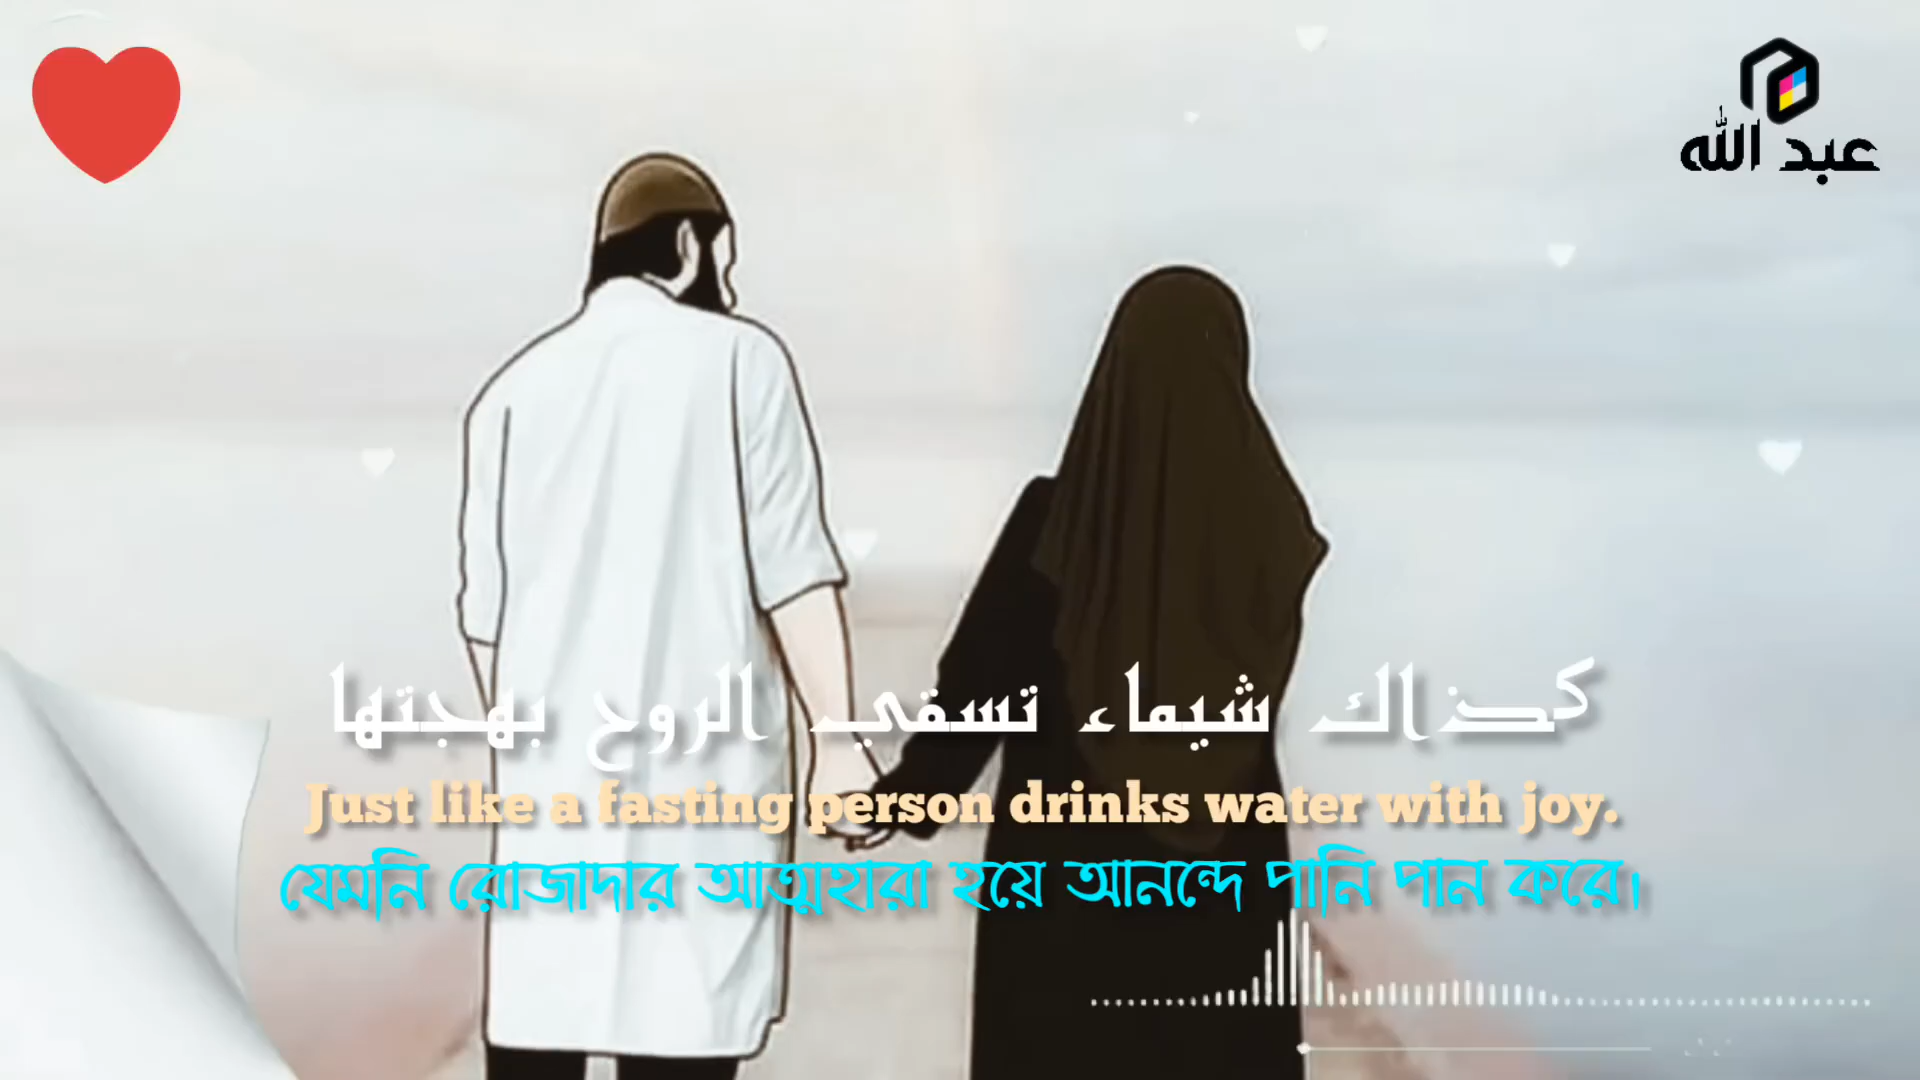 عبد الله
كذاك شيماء تسقي الروح بهجتها
Just like a fasting person drinks water with joy.
যেমনি রোজাদার আত্মহারা হয়ে আনন্দে পানি পান করে।